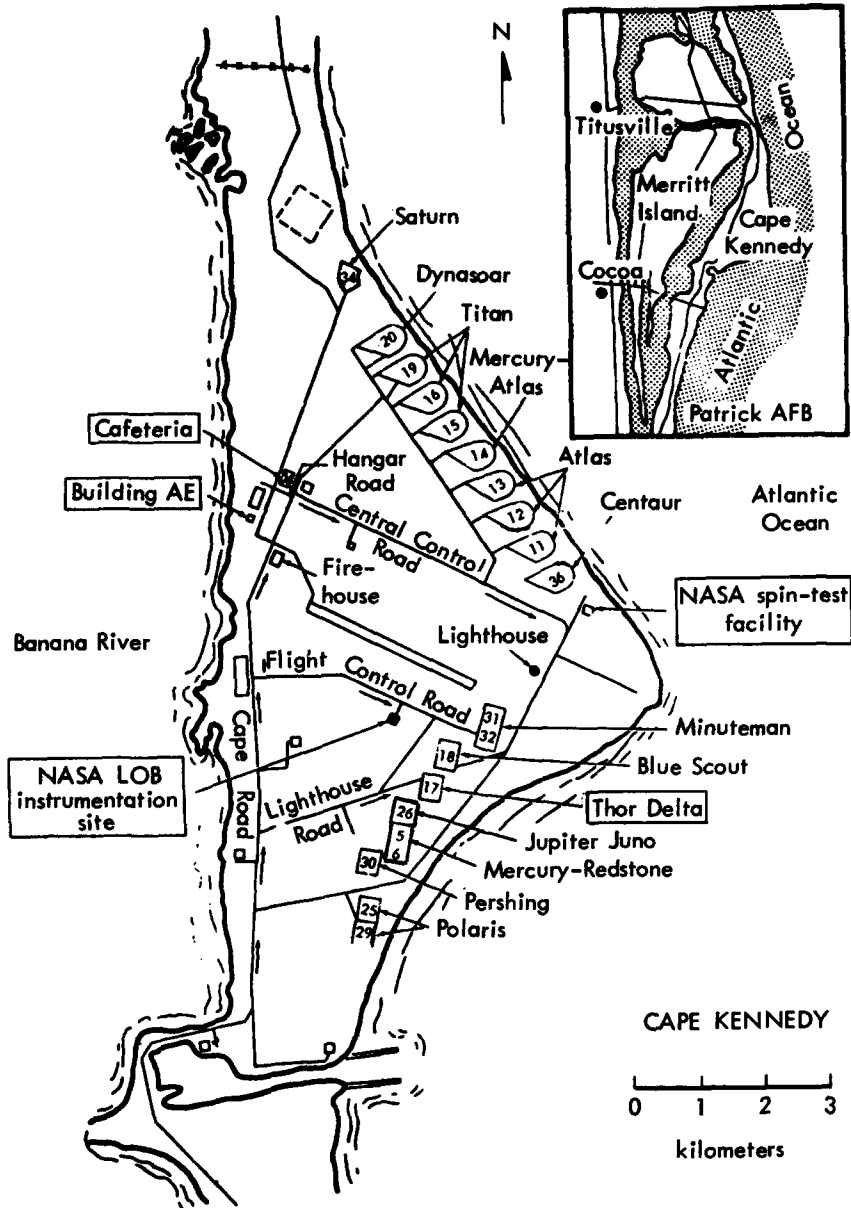 N
Titusville
Ocean
Merritt
Island
Cape
Kennedy
Cocoa
Atlantic
Patrick AFB
Saturn
34
Dynasoar
20
Titan
19
Mercury-
Atlas
16
15
14
Cafeteria
Hangar
Road
Building AE
Atlas
13
12
11
36
Centaur
Atlantic
Ocean
Central Control
Road
Fire-
house
NASA spin-test
facility
Lighthouse
Banana River
Flight
Control Road
31
32
Minuteman
18
Blue Scout
Cape
Road
NASA LOB
instrumentation
site
Lighthouse
Road
17
Thor Delta
26
Jupiter Juno
5
6
Mercury-Redstone
30
Pershing
25
29
Polaris
CAPE KENNEDY
0 1 2 3
kilometers